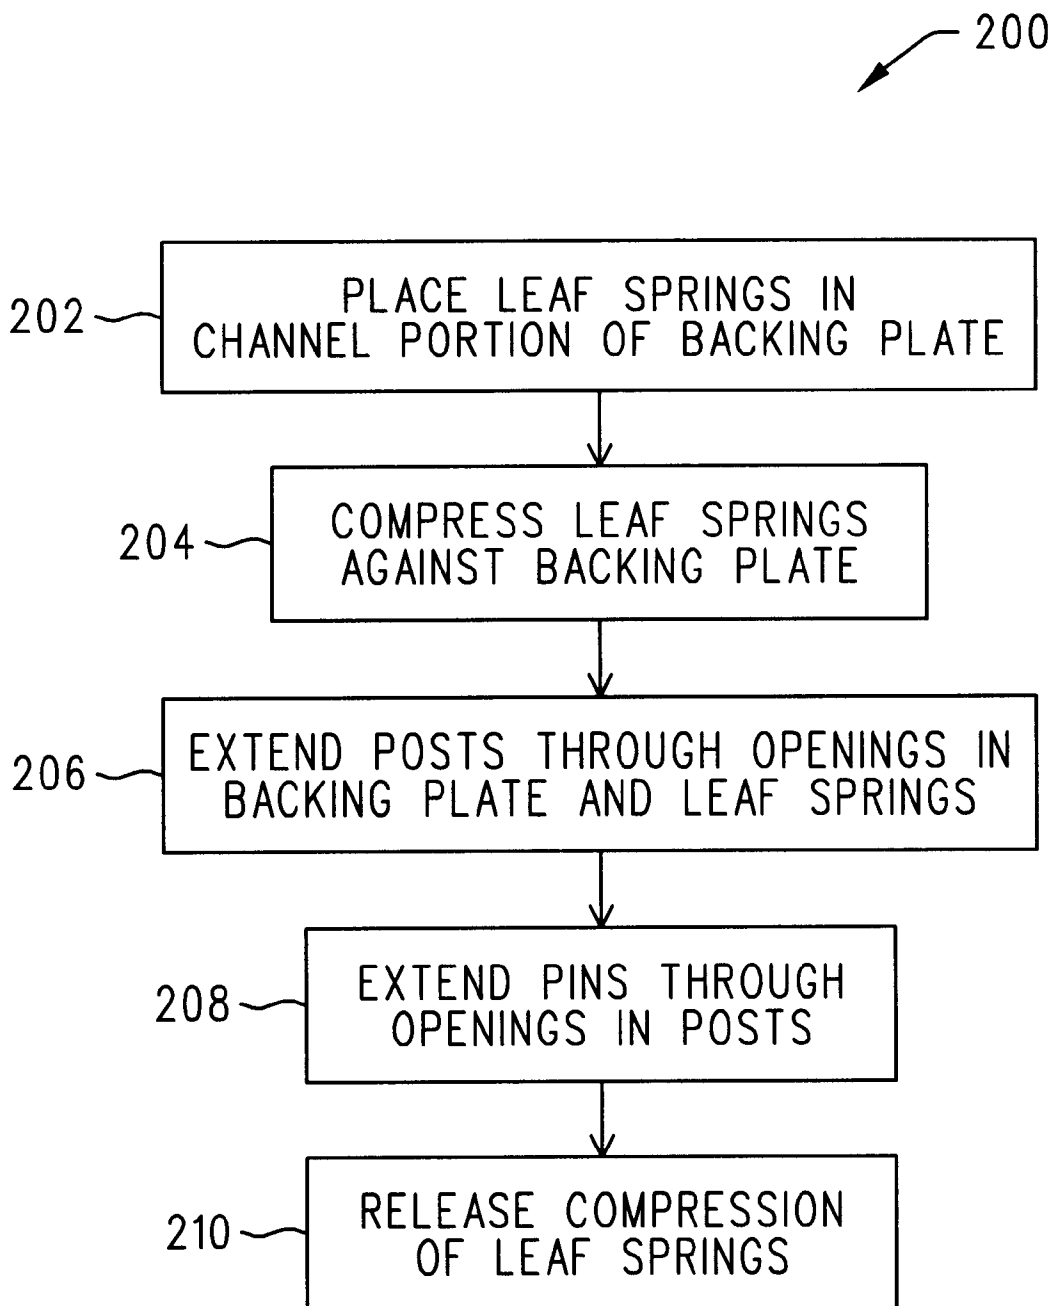 200
202
PLACE LEAF SPRINGS IN
CHANNEL PORTION OF BACKING PLATE
204
COMPRESS LEAF SPRINGS
AGAINST BACKING PLATE
206
EXTEND POSTS THROUGH OPENINGS IN
BACKING PLATE AND LEAF SPRINGS
208
EXTEND PINS THROUGH
OPENINGS IN POSTS
210
RELEASE COMPRESSION
OF LEAF SPRINGS